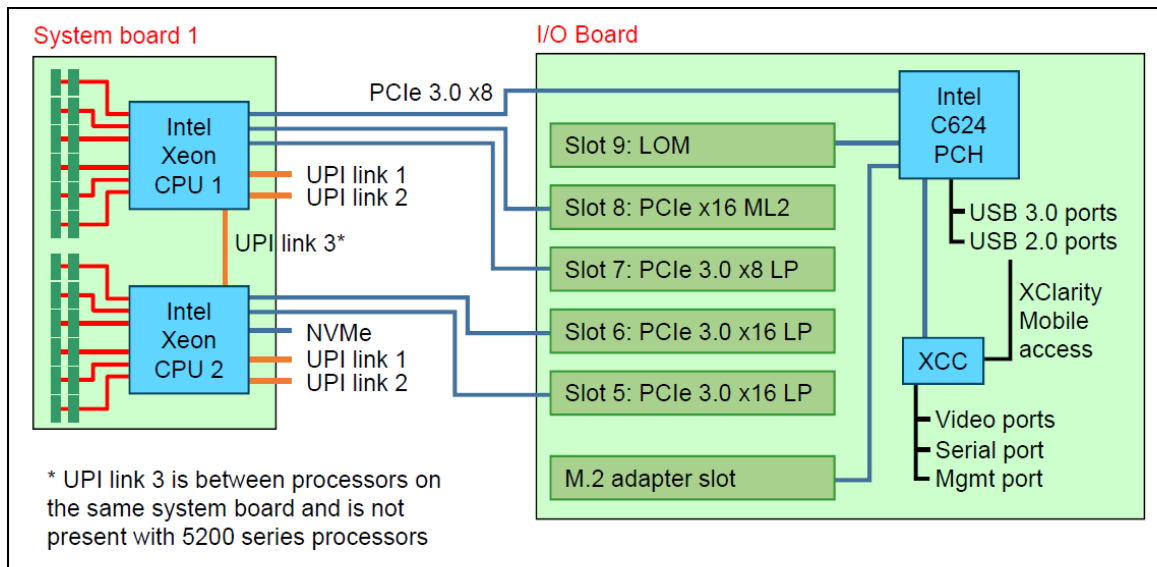 System board 1
I/O Board
PCIe 3.0 x8
Intel
Xeon
CPU 1
UPI link 1
UPI link 2
UPI link 3*
Intel
Xeon
CPU 2
NVMe
UPI link 1
UPI link 2
Intel
C624
PCH
Slot 9: LOM
Slot 8: PCIe x16 ML2
Slot 7: PCIe 3.0 x8 LP
Slot 6: PCIe 3.0 x16 LP
Slot 5: PCIe 3.0 x16 LP
M.2 adapter slot
USB 3.0 ports
USB 2.0 ports
XClarity
Mobile
access
XCC
Video ports
Serial port
Mgmt port
* UPI link 3 is between processors on
the same system board and is not
present with 5200 series processors